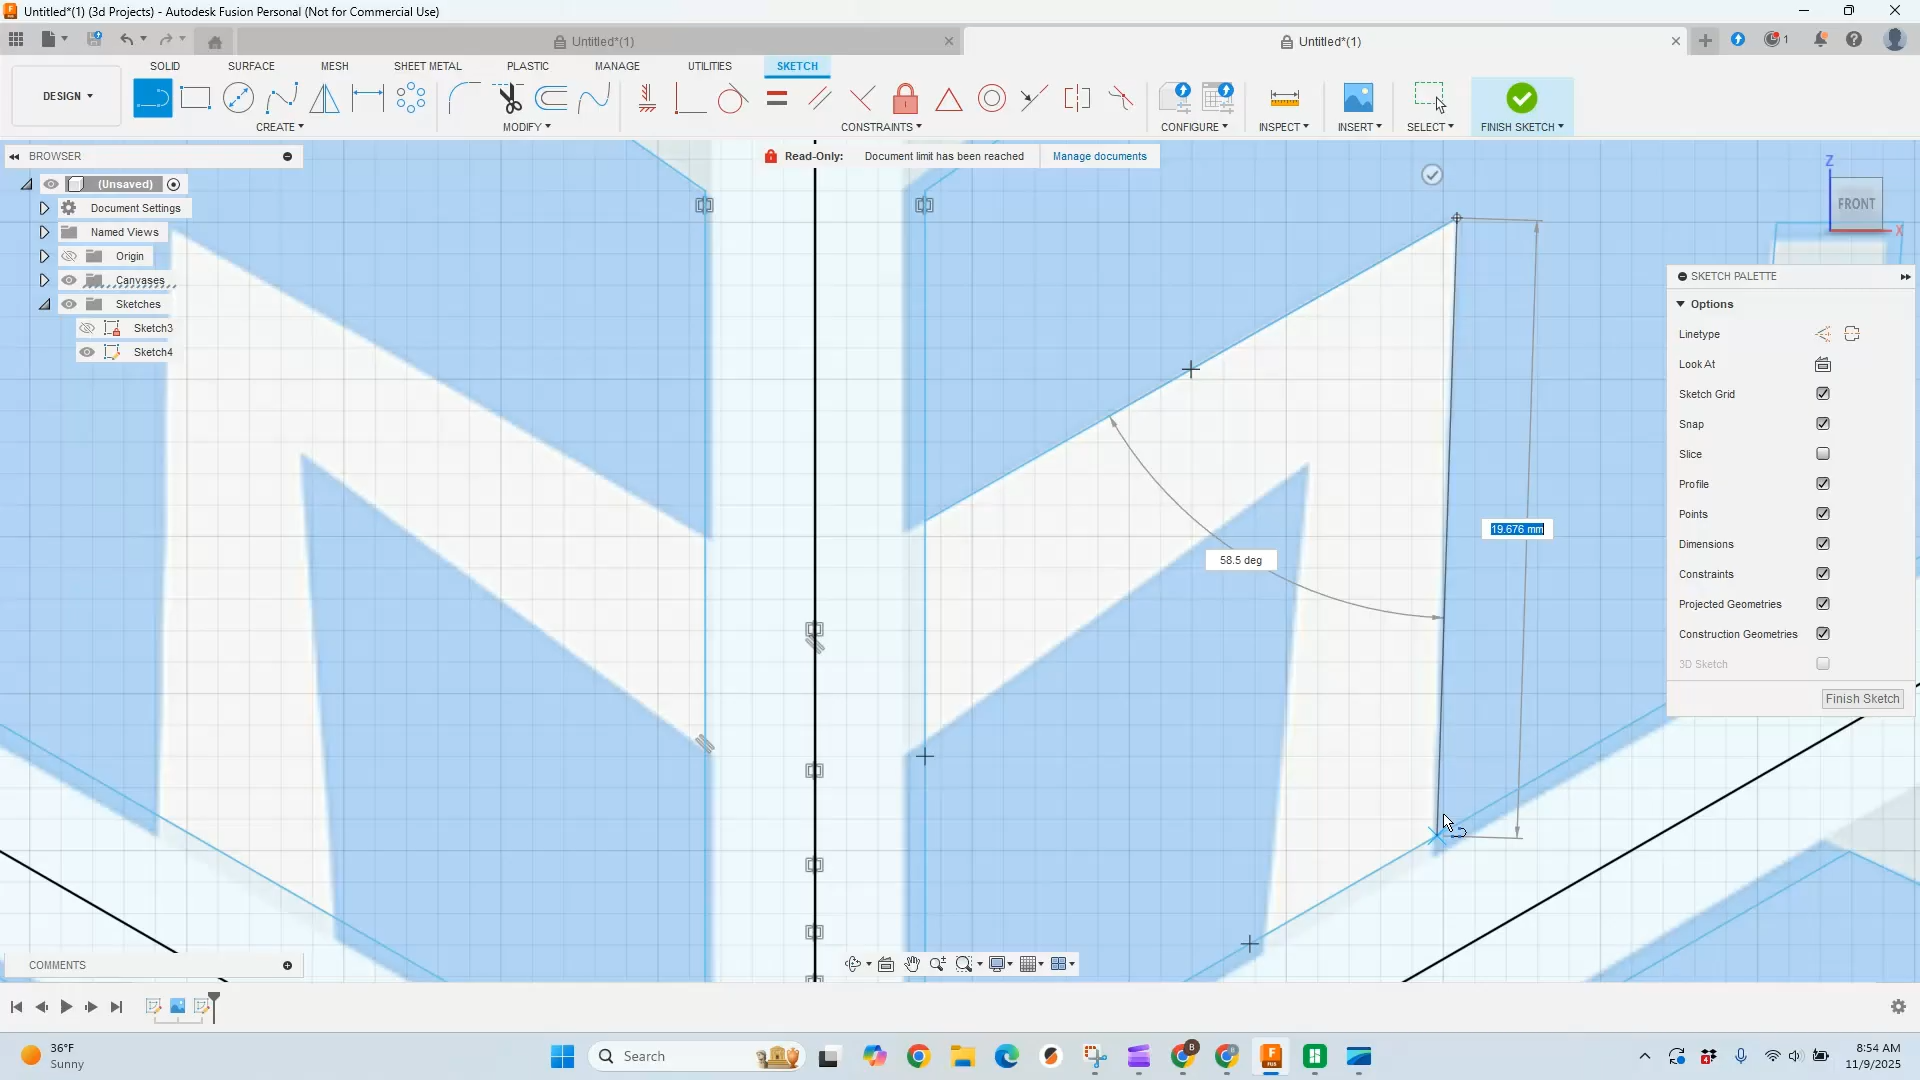 Untitled*(1) (3d Projects) - Autodesk Fusion Personal (Not for Commercial Use)
Untitled*(1)
Untitled*(1)
1
DESIGN
SOLID
SURFACE
MESH
SHEET METAL
PLASTIC
MANAGE
UTILITIES
SKETCH
CREATE
MODIFY
CONSTRAINTS
CONFIGURE
INSPECT
INSERT
SELECT
FINISH SKETCH
BROWSER
Read-Only: Document limit has been reached Manage documents
(Unsaved)
Document Settings
Named Views
Origin
Canvases
Sketches
Sketch3
Sketch4
Z
FRONT
X
SKETCH PALETTE
Options
Linetype
Look At
Sketch Grid
Snap
Slice
Profile
Points
Dimensions
Constraints
Projected Geometries
Construction Geometries
3D Sketch
Finish Sketch
19.676 mm
58.5 deg
COMMENTS
36°F
Sunny
Search
8:54 AM
11/9/2025